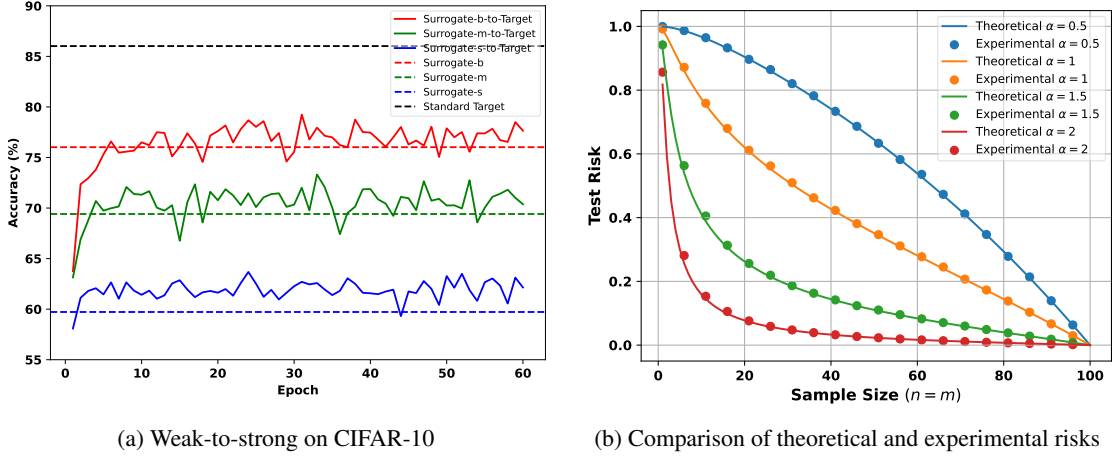 90
85
80
75
70
65
60
55
Accuracy (%)
0
10
20
30
40
50
60
Epoch
Surrogate-b-to-Target
Surrogate-m-to-Target
Surrogate-s-to-Target
Surrogate-b
Surrogate-m
Surrogate-s
Standard Target
(a) Weak-to-strong on CIFAR-10
1.0
0.8
0.6
0.4
0.2
0.0
Test Risk
0
20
40
60
80
100
Sample Size (n = m)
Theoretical α = 0.5
Experimental α = 0.5
Theoretical α = 1
Experimental α = 1
Theoretical α = 1.5
Experimental α = 1.5
Theoretical α = 2
Experimental α = 2
(b) Comparison of theoretical and experimental risks